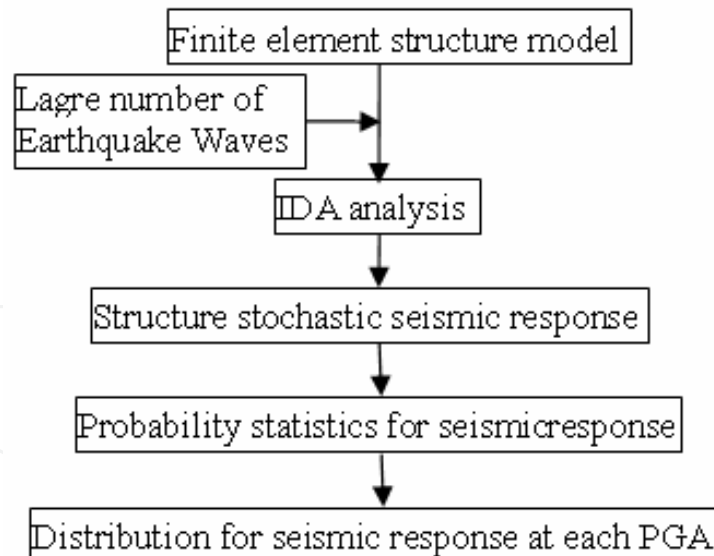 Finite element structure model
Lagre number of
Earthquake Waves
IDA analysis
Structure stochastic seismic response
Probability statistics for seismicresponse
Distribution for seismic response at each PGA